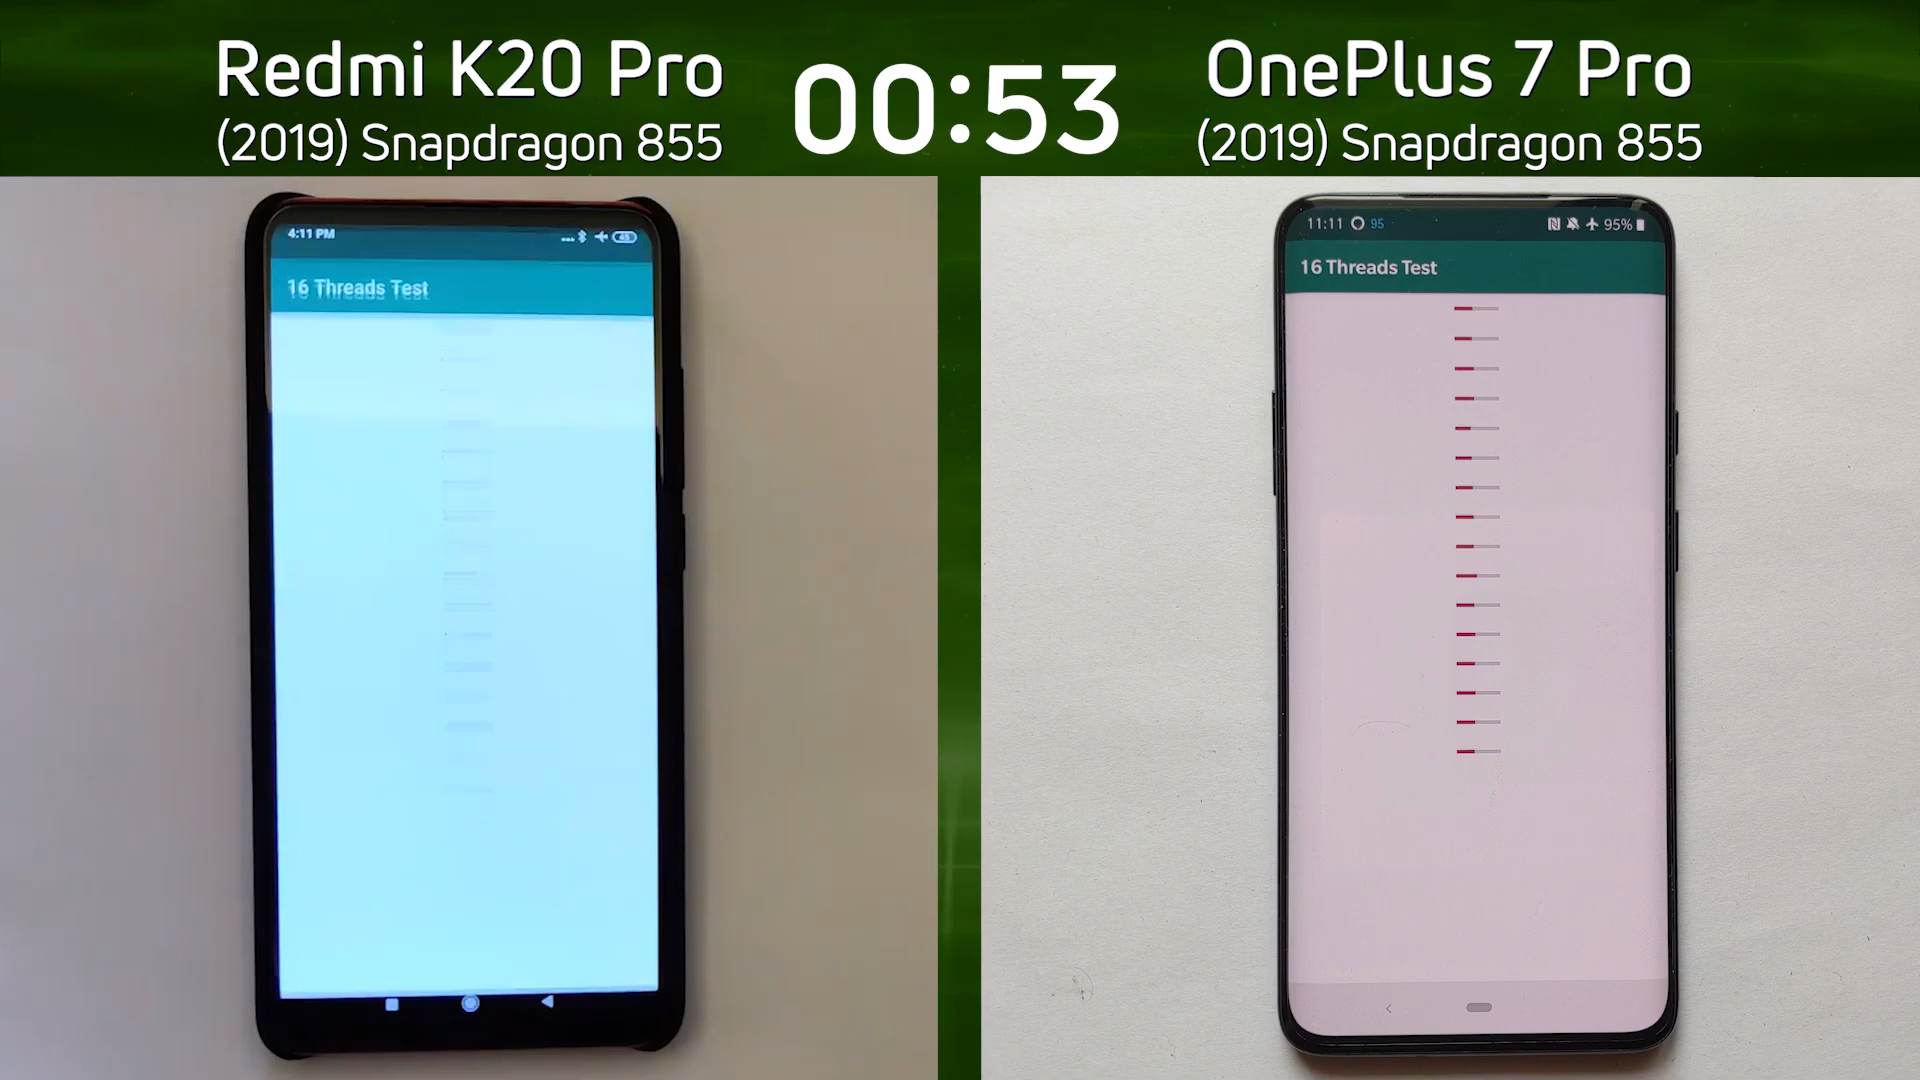 Redmi K20 Pro
(2019) Snapdragon 855
00:53
OnePlus 7 Pro
(2019) Snapdragon 855
4:11 PM
45
16 Threads Test
11:11 95
95%
16 Threads Test